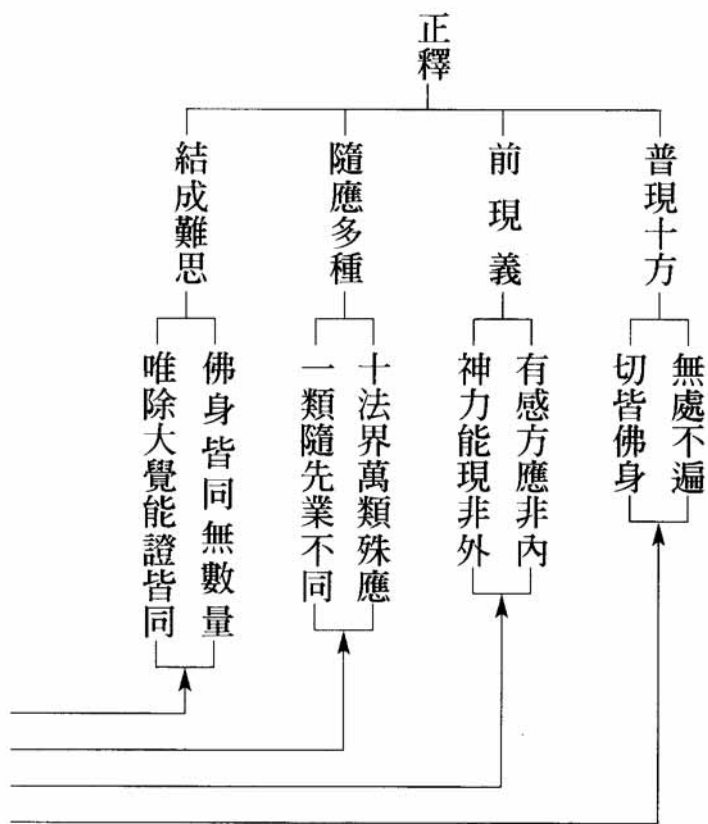 正釋
普現十方
無處不遍
切皆佛身
前現義
有感方應非內
神力能現非外
隨應多種
十法界萬類殊應
一類隨先業不同
結成難思
佛身皆同無數量
唯除大覺能證皆同